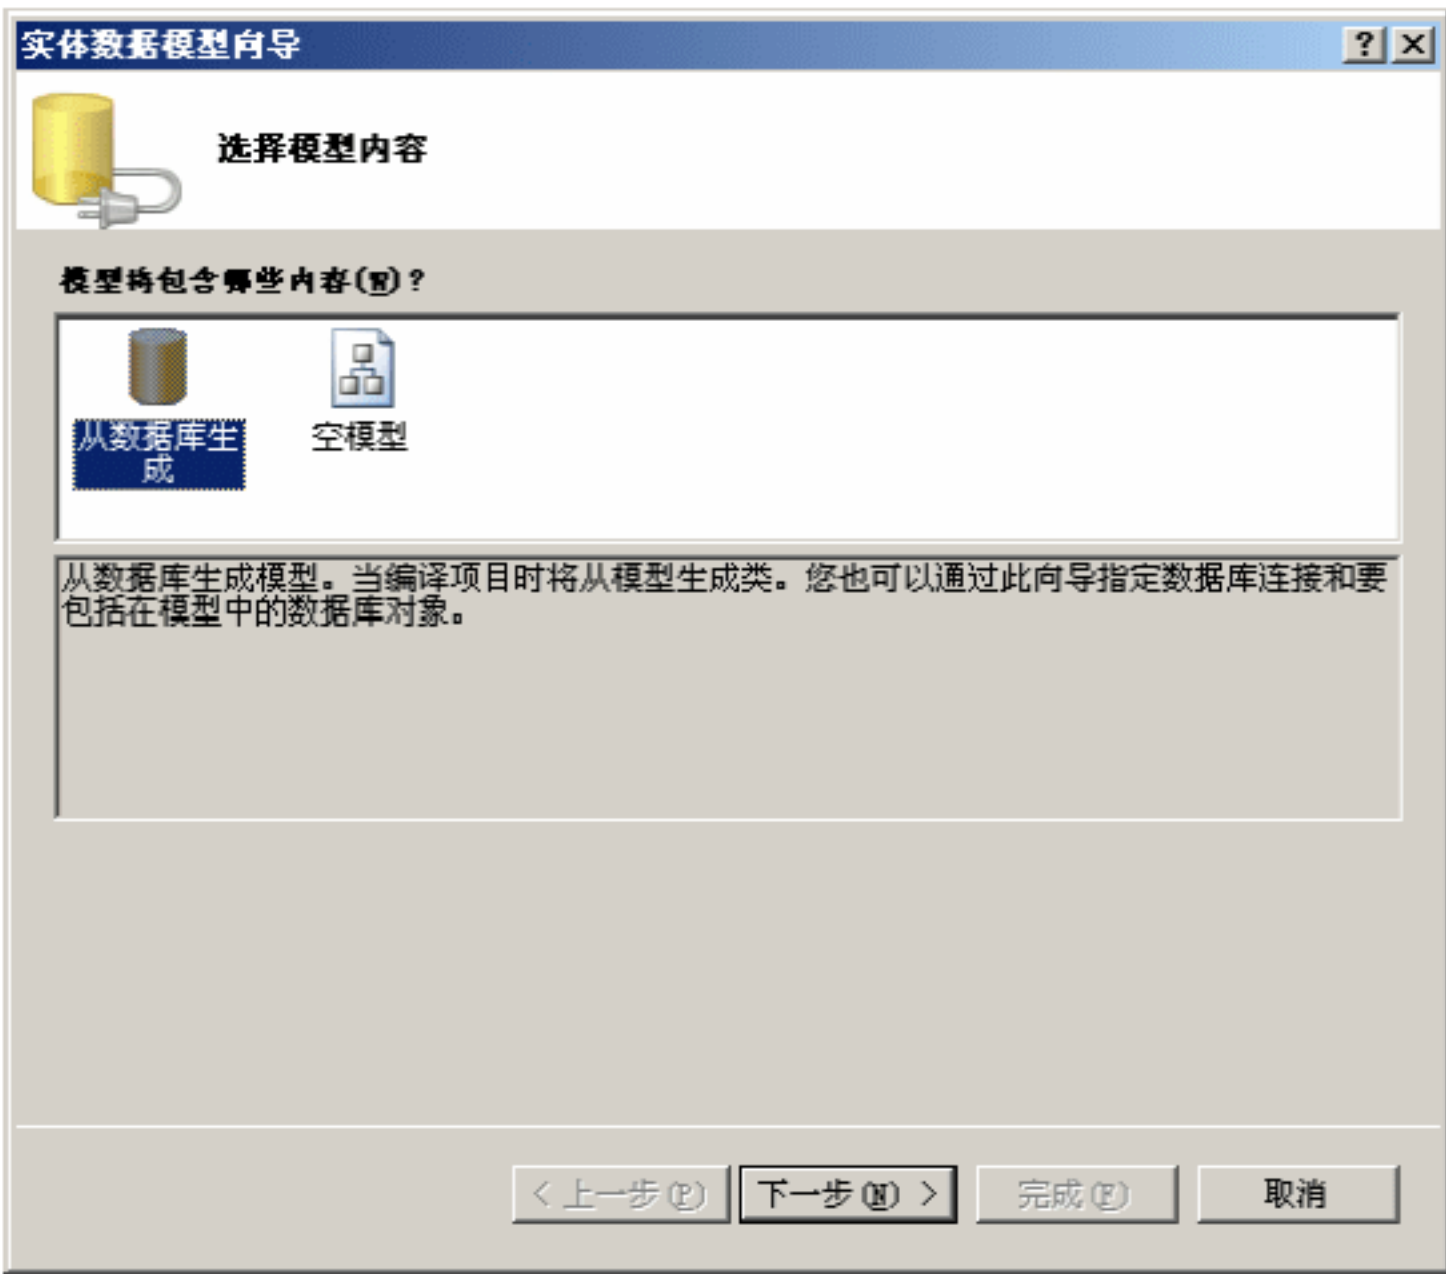 实体数据模型向导
选择模型内容
模型将包含哪些内容(W)?
从数据库生
成
空模型
从数据库生成模型。当编译项目时将从模型生成类。您也可以通过此向导指定数据库连接和要
包括在模型中的数据库对象。
< 上一步(P)
下一步(N) >
完成(F)
取消